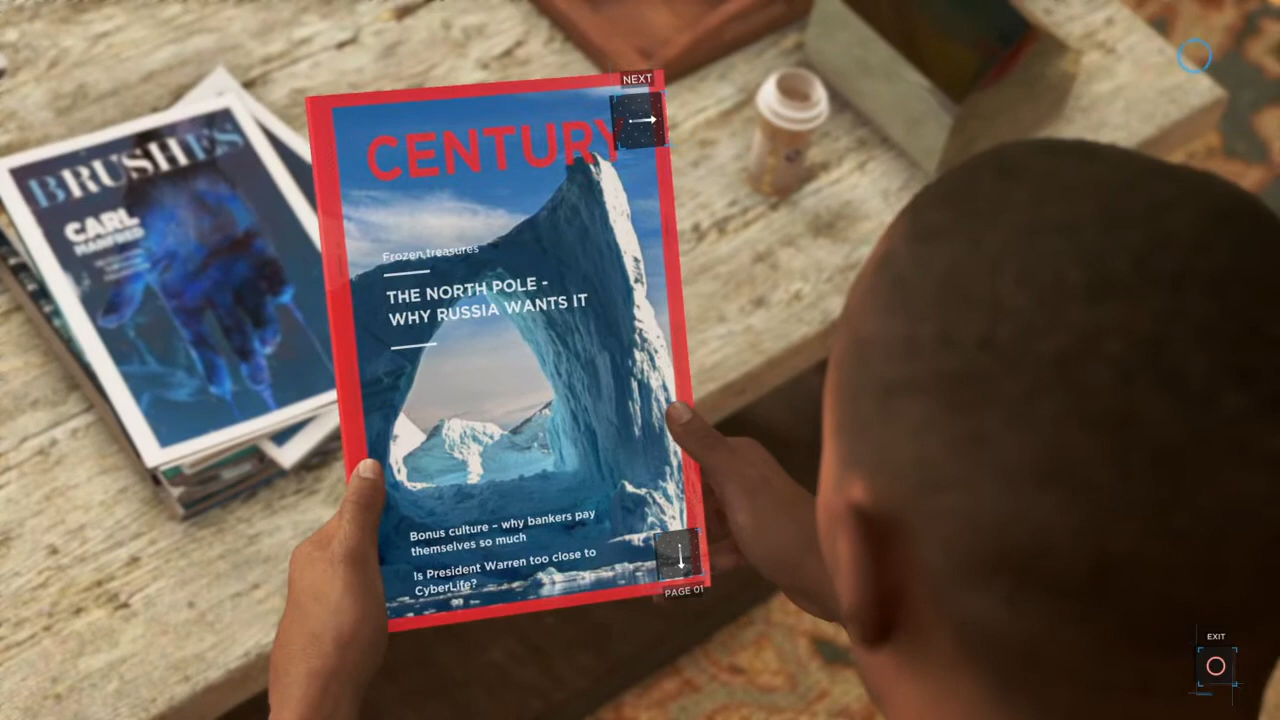 BRUSHES
CARL
MANFRED
NEXT
CENTURY
Frozen treasures
THE NORTH POLE -
WHY RUSSIA WANTS IT
Bonus culture – why bankers pay
themselves so much
Is President Warren too close to
CyberLife?
PAGE 01
EXIT